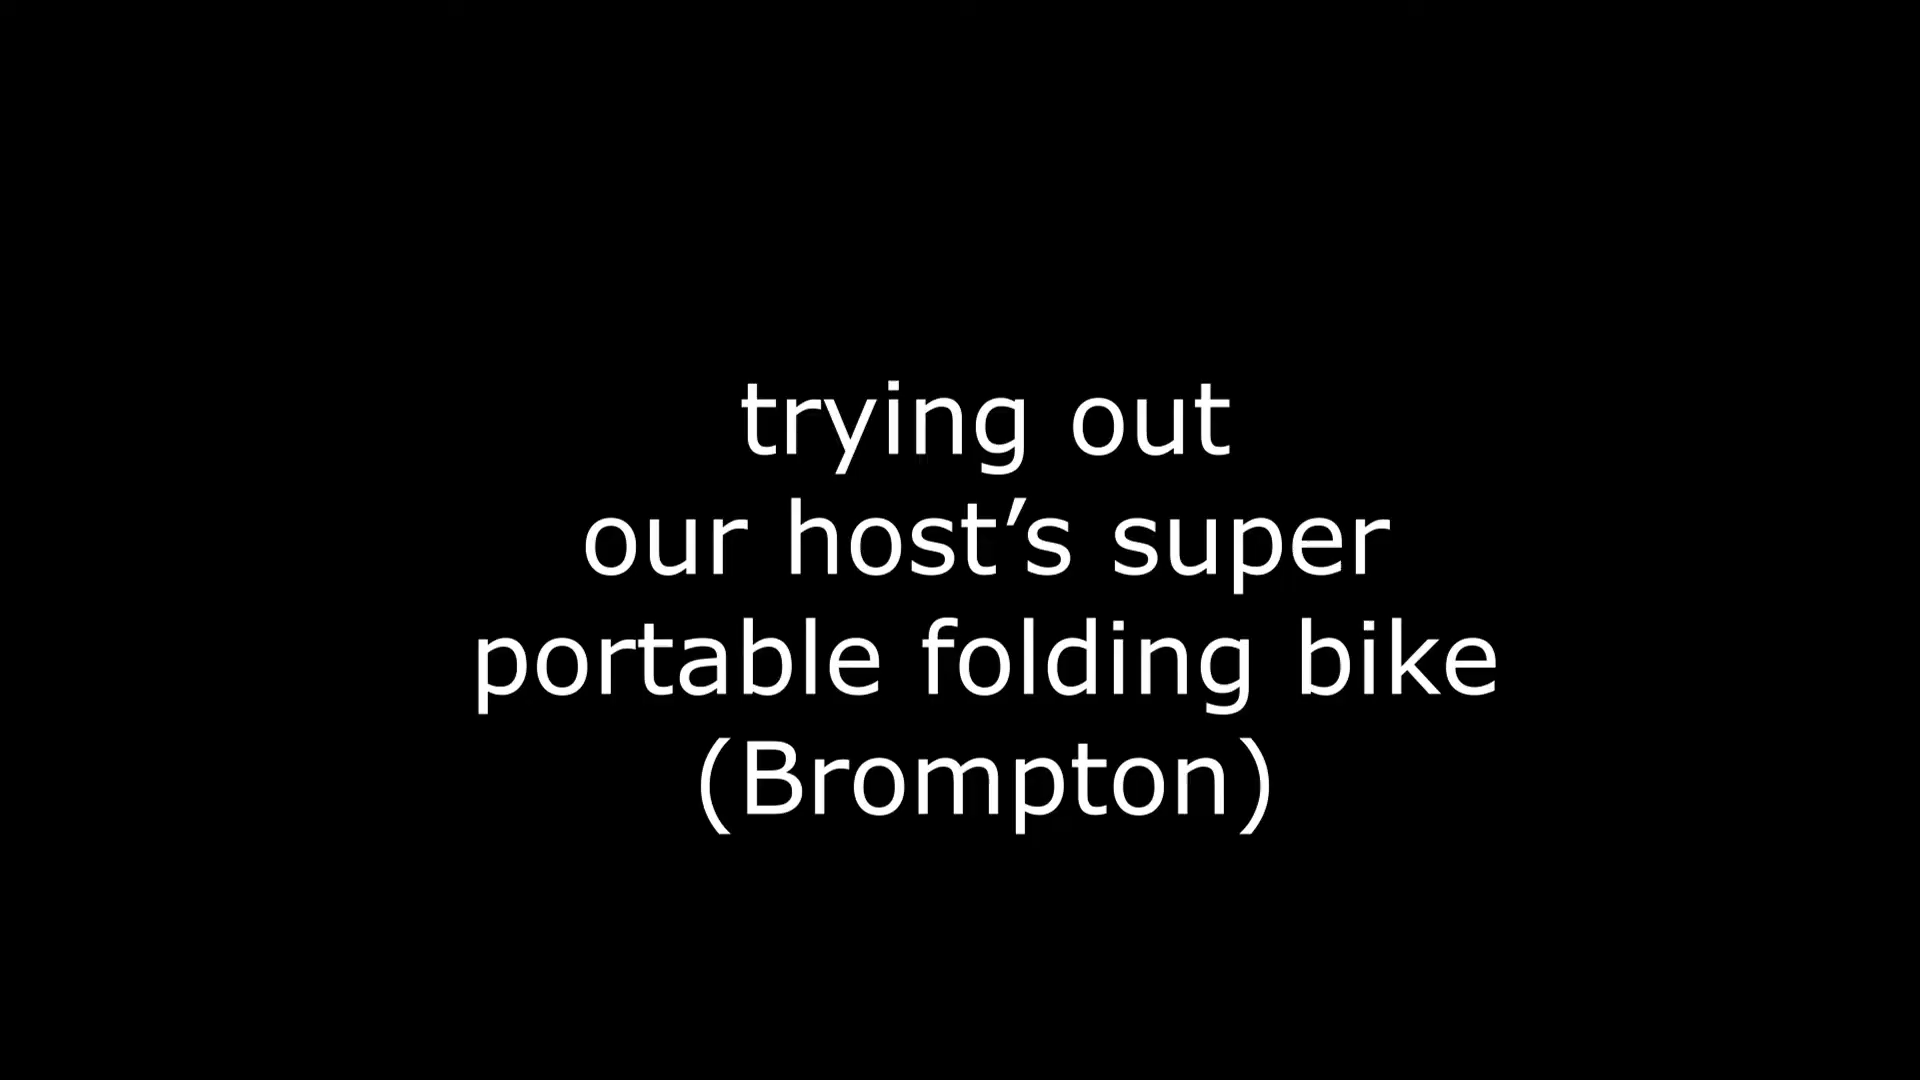 trying out
our host’s super
portable folding bike
(Brompton)